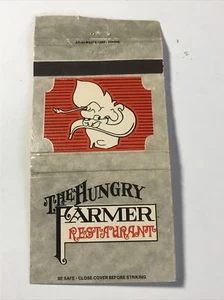 THE HUNGRY
FARMER
RESTAURANT
BE SAFE - CLOSE COVER BEFORE STRIKING